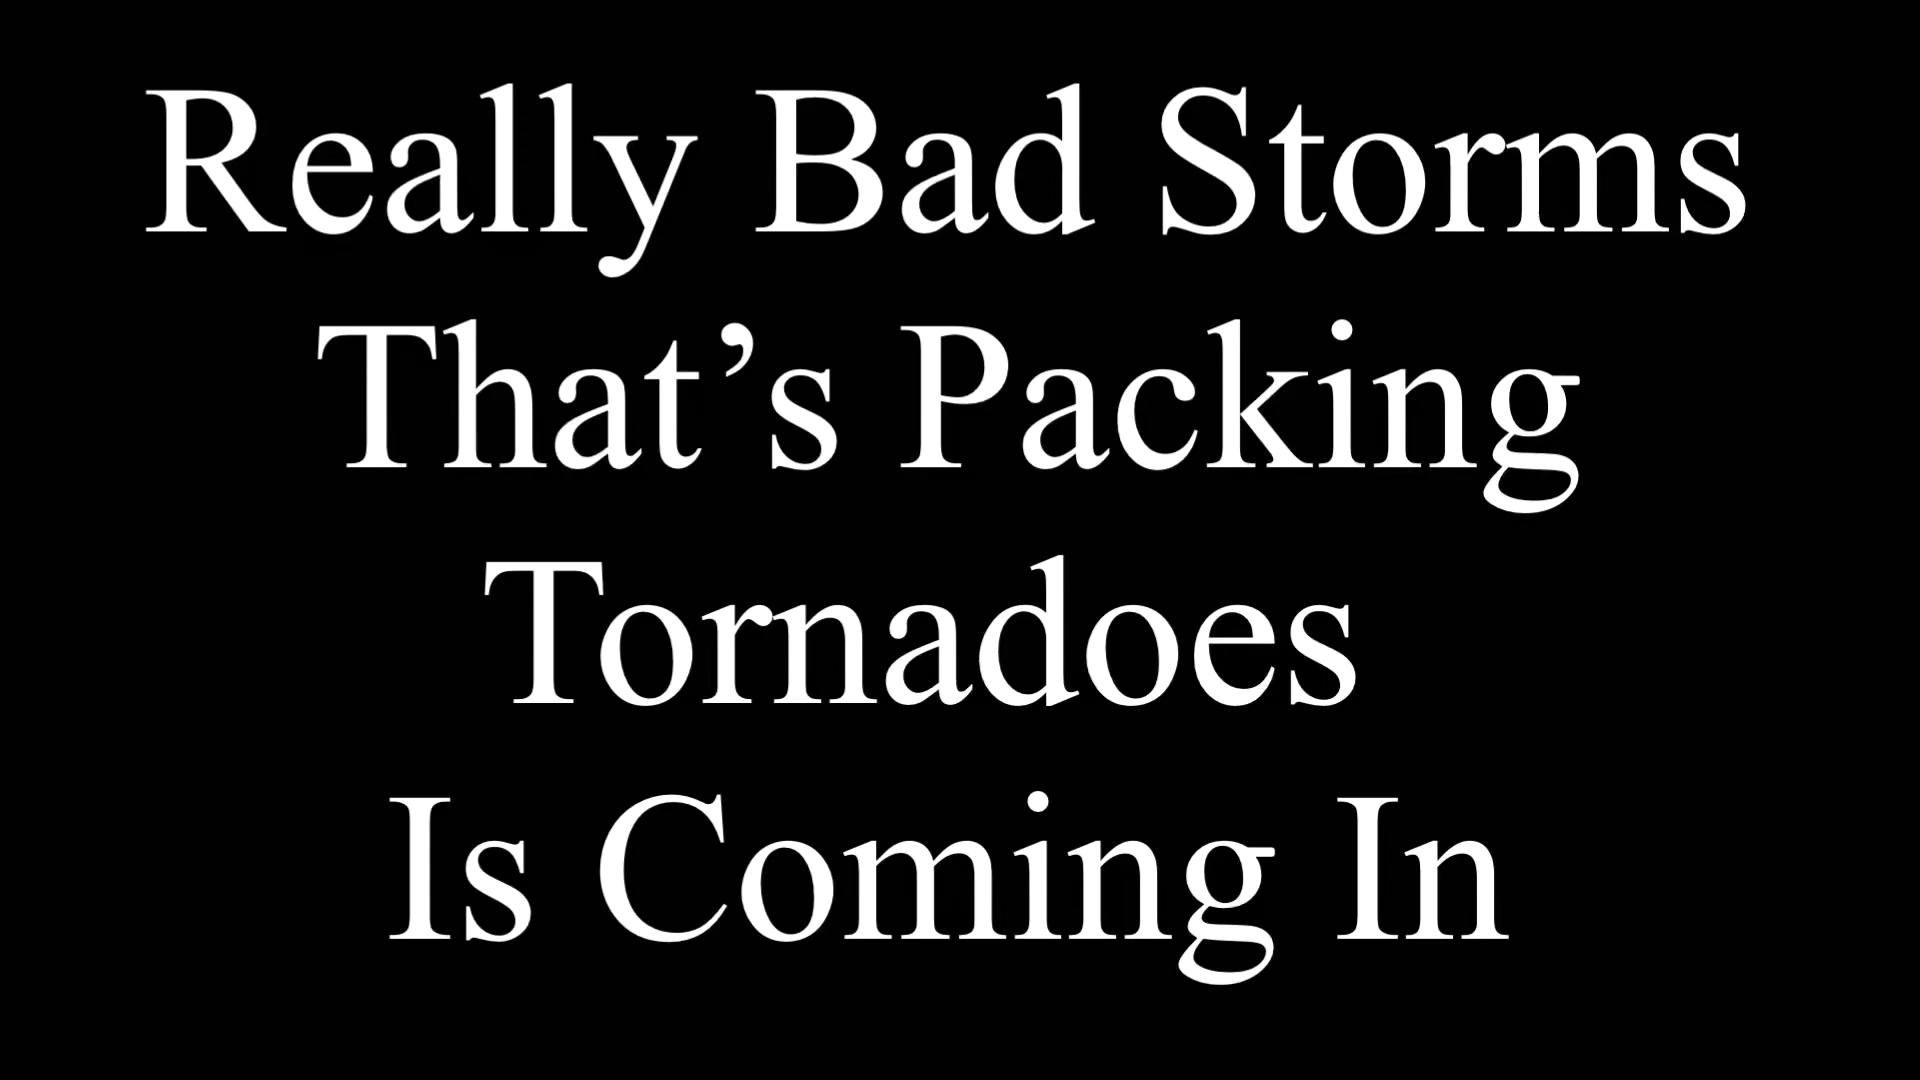 Really Bad Storms
That’s Packing
Tornadoes
Is Coming In